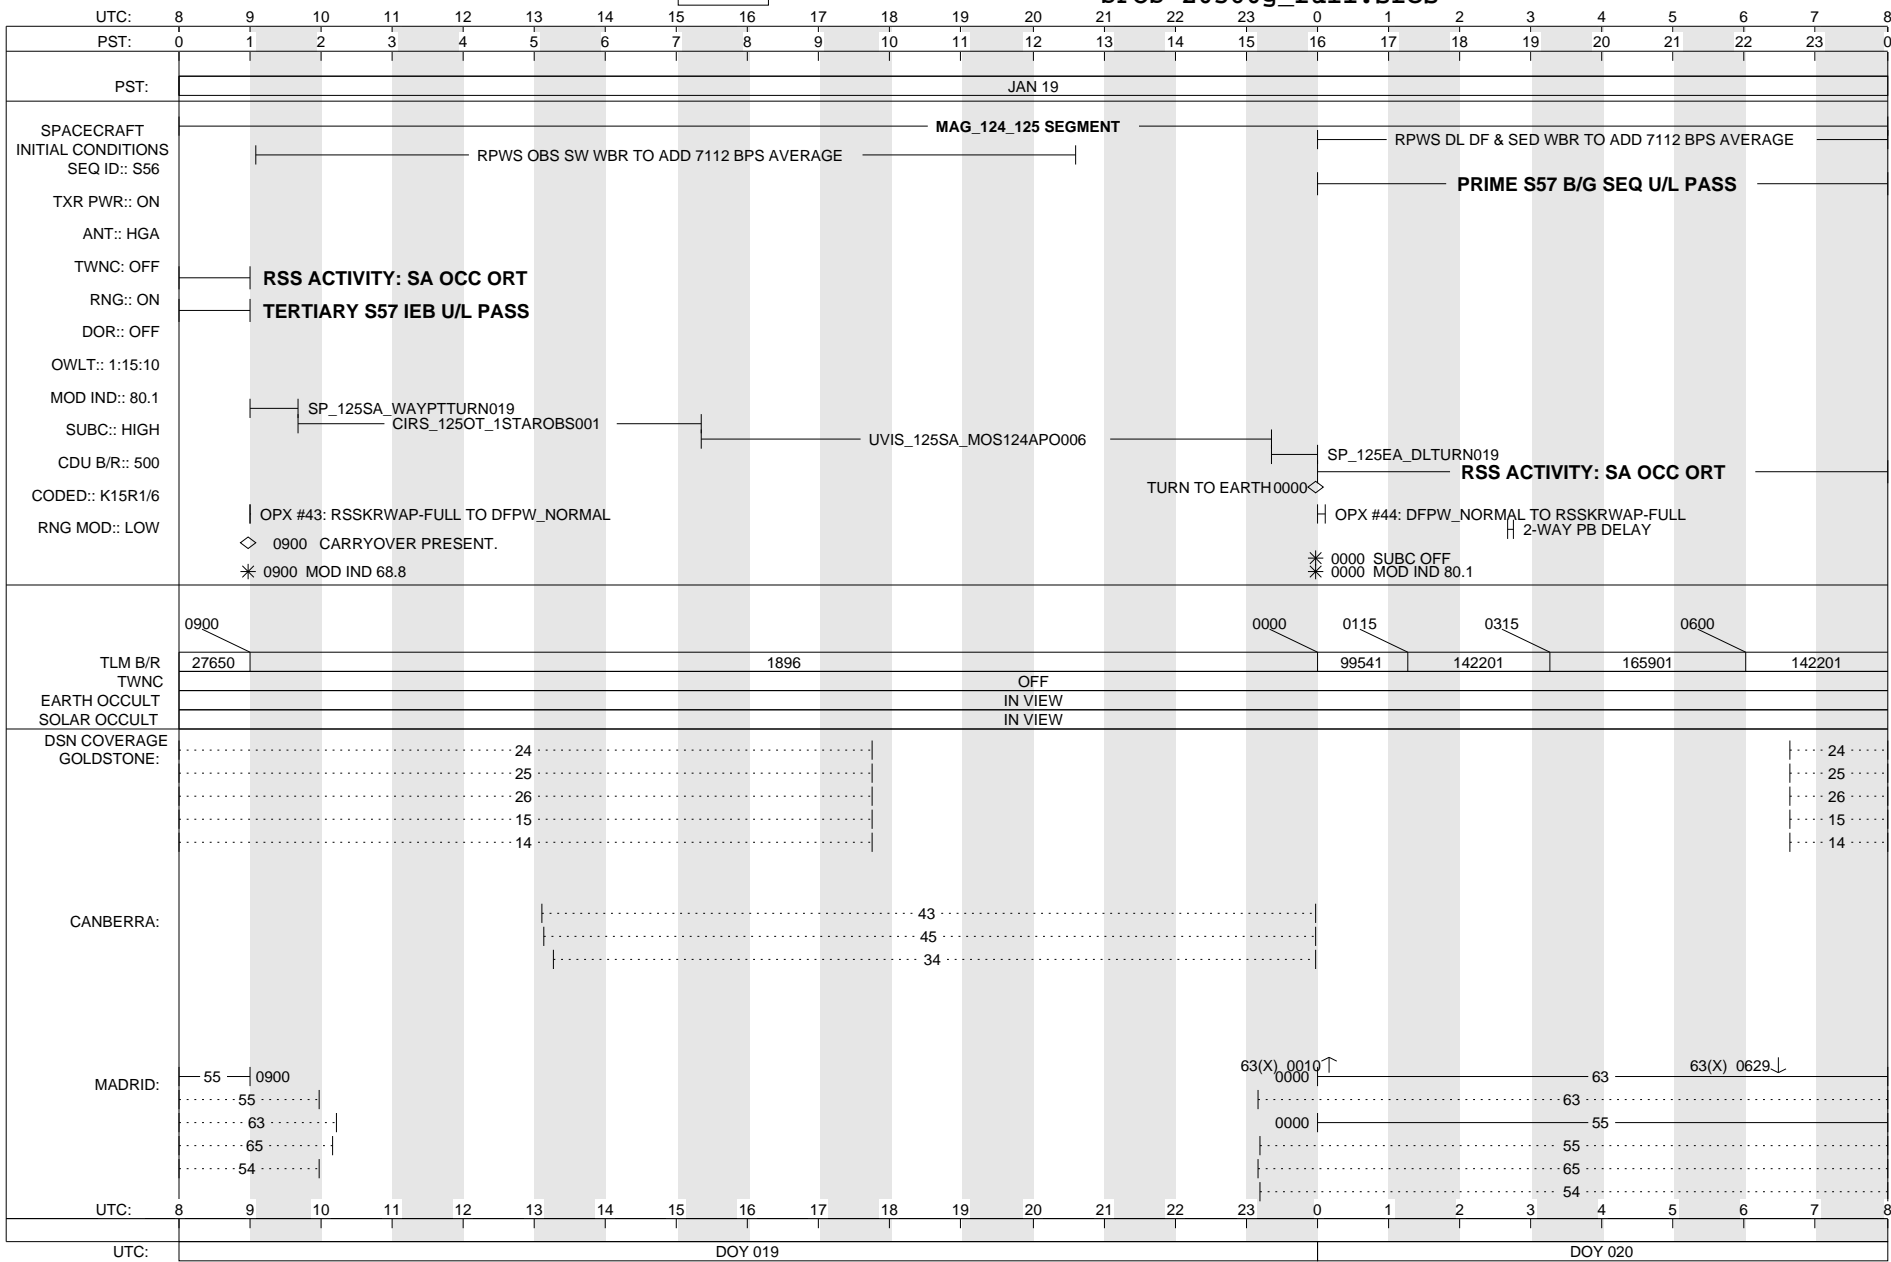 UTC: 8 9 10 11 12 13 14 15 16 17 18 19 20 21 22 23 0 1 2 3 4 5 6 7 8
PST: 0 1 2 3 4 5 6 7 8 9 10 11 12 13 14 15 16 17 18 19 20 21 22 23 0
PST: JAN 19
SPACECRAFT
INITIAL CONDITIONS
SEQ ID:: S56
TXR PWR:: ON
ANT:: HGA
TWNC: OFF
RNG:: ON
DOR:: OFF
OWLT:: 1:15:10
MOD IND:: 80.1
SUBC:: HIGH
CDU B/R:: 500
CODED:: K15R1/6
RNG MOD:: LOW
MAG_124_125 SEGMENT
RPWS DL DF & SED WBR TO ADD 7112 BPS AVERAGE
RPWS OBS SW WBR TO ADD 7112 BPS AVERAGE
PRIME S57 B/G SEQ U/L PASS
RSS ACTIVITY: SA OCC ORT
TERTIARY S57 IEB U/L PASS
SP_125SA_WAYPTTURN019
CIRS_125OT_1STAROBS001
UVIS_125SA_MOS124APO006
SP_125EA_DLTURN019
RSS ACTIVITY: SA OCC ORT
TURN TO EARTH 0000
OPX #43: RSSKRWAP-FULL TO DFPW_NORMAL
OPX #44: DFPW_NORMAL TO RSSKRWAP-FULL
2-WAY PB DELAY
0900 CARRYOVER PRESENT.
0000 SUBC OFF
0900 MOD IND 68.8
0000 MOD IND 80.1
0900 0000 0115 0315 0600
TLM B/R 27650 1896 99541 142201 165901 142201
TWNC OFF
EARTH OCCULT IN VIEW
SOLAR OCCULT IN VIEW
DSN COVERAGE
GOLDSTONE: 24 24
25 25
26 26
15 15
14 14
CANBERRA: 43
45
34
63(X) 0010 63(X) 0629
MADRID: 55 0900 0000 63
55 63
63 0000 55
65 55
54 65
54
UTC: 8 9 10 11 12 13 14 15 16 17 18 19 20 21 22 23 0 1 2 3 4 5 6 7 8
UTC: DOY 019 DOY 020